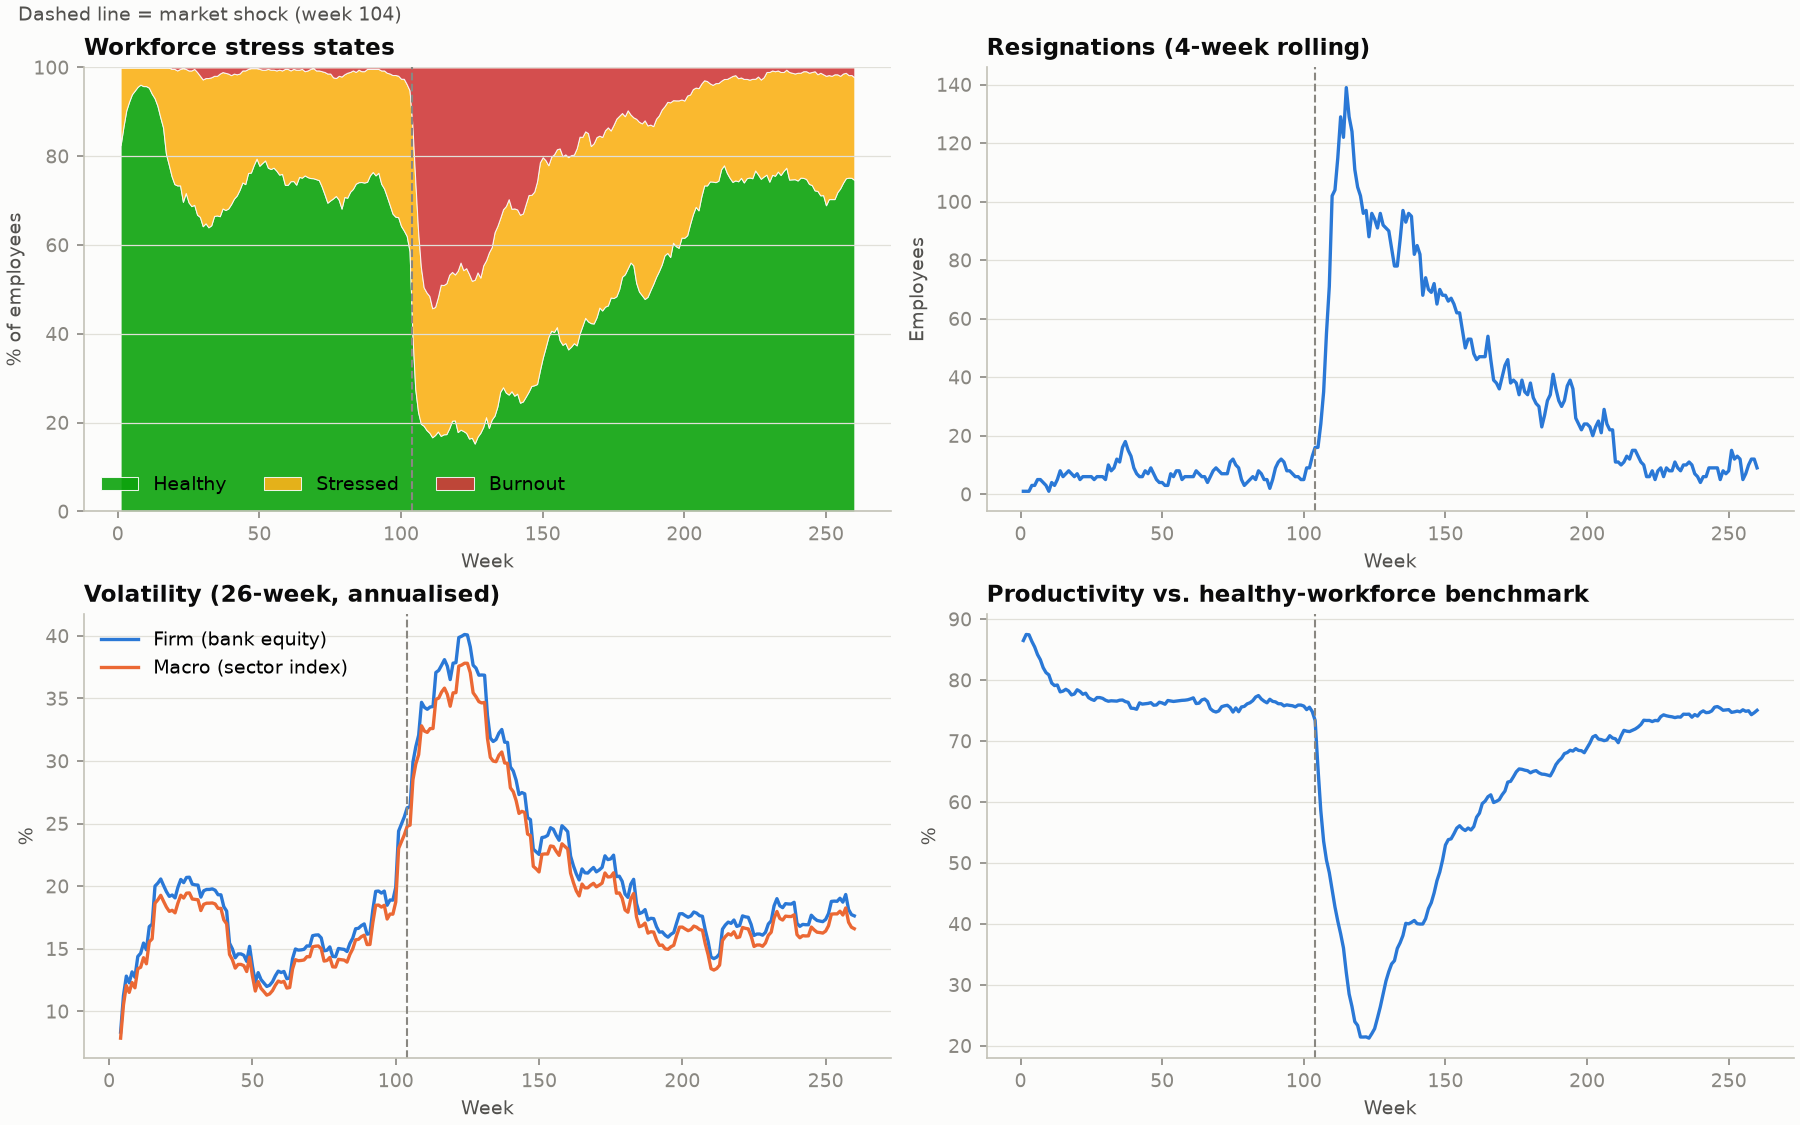 Dashed line = market shock (week 104)
Workforce stress states
% of employees
100
80
60
40
20
0
Healthy
Stressed
Burnout
0 50 100 150 200 250
Week
Resignations (4-week rolling)
Employees
140
120
100
80
60
40
20
0
0 50 100 150 200 250
Week
Volatility (26-week, annualised)
Firm (bank equity)
Macro (sector index)
%
40
35
30
25
20
15
10
0 50 100 150 200 250
Week
Productivity vs. healthy-workforce benchmark
%
90
80
70
60
50
40
30
20
0 50 100 150 200 250
Week